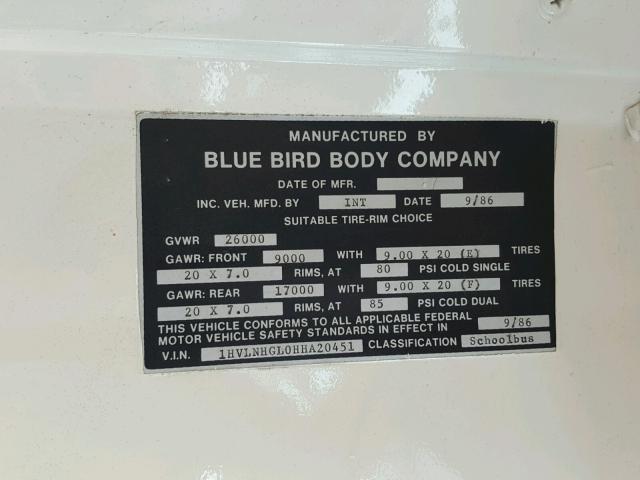 MANUFACTURED BY
BLUE BIRD BODY COMPANY
DATE OF MFR.
INC. VEH. MFD. BY INT DATE 9/86
SUITABLE TIRE-RIM CHOICE
GVWR 26000
GAWR: FRONT 9000 WITH 9.00 X 20 (E) TIRES
20 X 7.0 RIMS, AT 80 PSI COLD SINGLE
GAWR: REAR 17000 WITH 9.00 X 20 (F) TIRES
20 X 7.0 RIMS, AT 85 PSI COLD DUAL
THIS VEHICLE CONFORMS TO ALL APPLICABLE FEDERAL
MOTOR VEHICLE SAFETY STANDARDS IN EFFECT IN 9/86
V.I.N. 1HVLNHGL0HHA20451 CLASSIFICATION Schoolbus